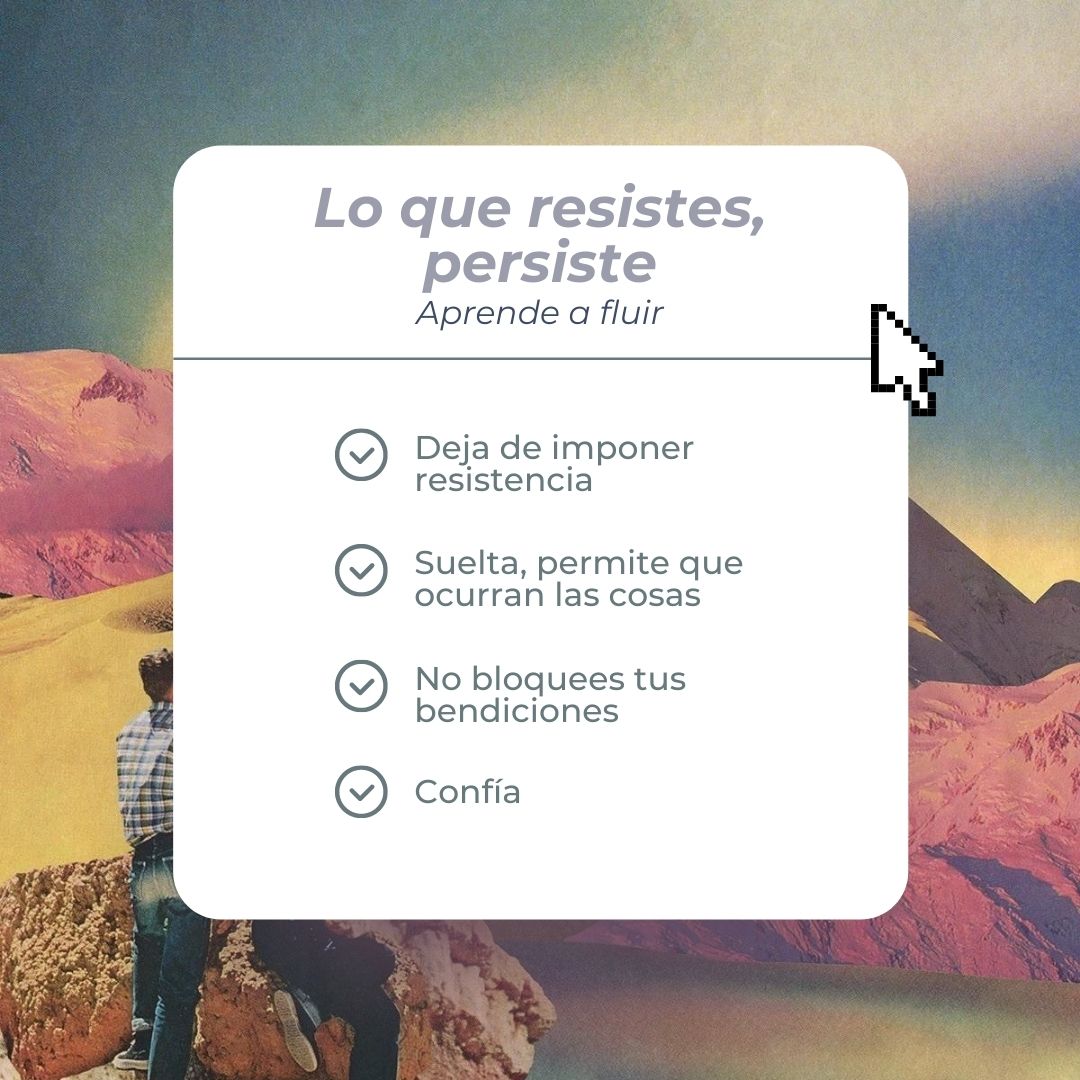 Lo que resistes,
persiste
Aprende a fluir
Deja de imponer
resistencia
Suelta, permite que
ocurran las cosas
No bloquees tus
bendiciones
Confía